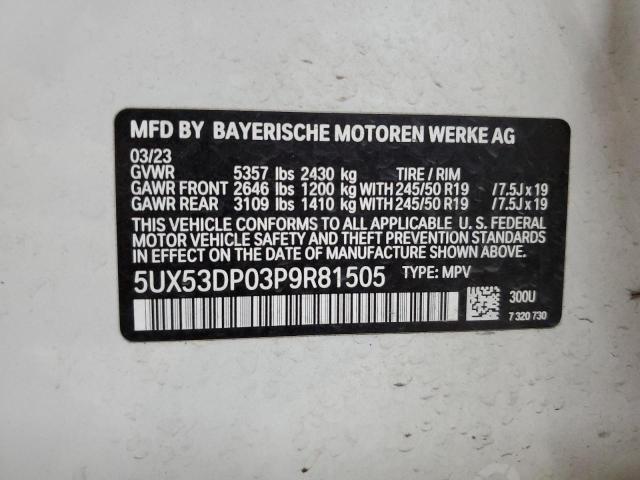 MFD BY BAYERISCHE MOTOREN WERKE AG
03/23
GVWR 5357 lbs 2430 kg TIRE / RIM
GAWR FRONT 2646 lbs 1200 kg WITH 245/50 R19 /7.5J x 19
GAWR REAR 3109 lbs 1410 kg WITH 245/50 R19 /7.5J x 19
THIS VEHICLE CONFORMS TO ALL APPLICABLE U. S. FEDERAL
MOTOR VEHICLE SAFETY AND THEFT PREVENTION
STANDARDS IN EFFECT ON THE DATE OF MANUFACTURE SHOWN ABOVE.
5UX53DP03P9R81505 TYPE: MPV
300U
7 320 730